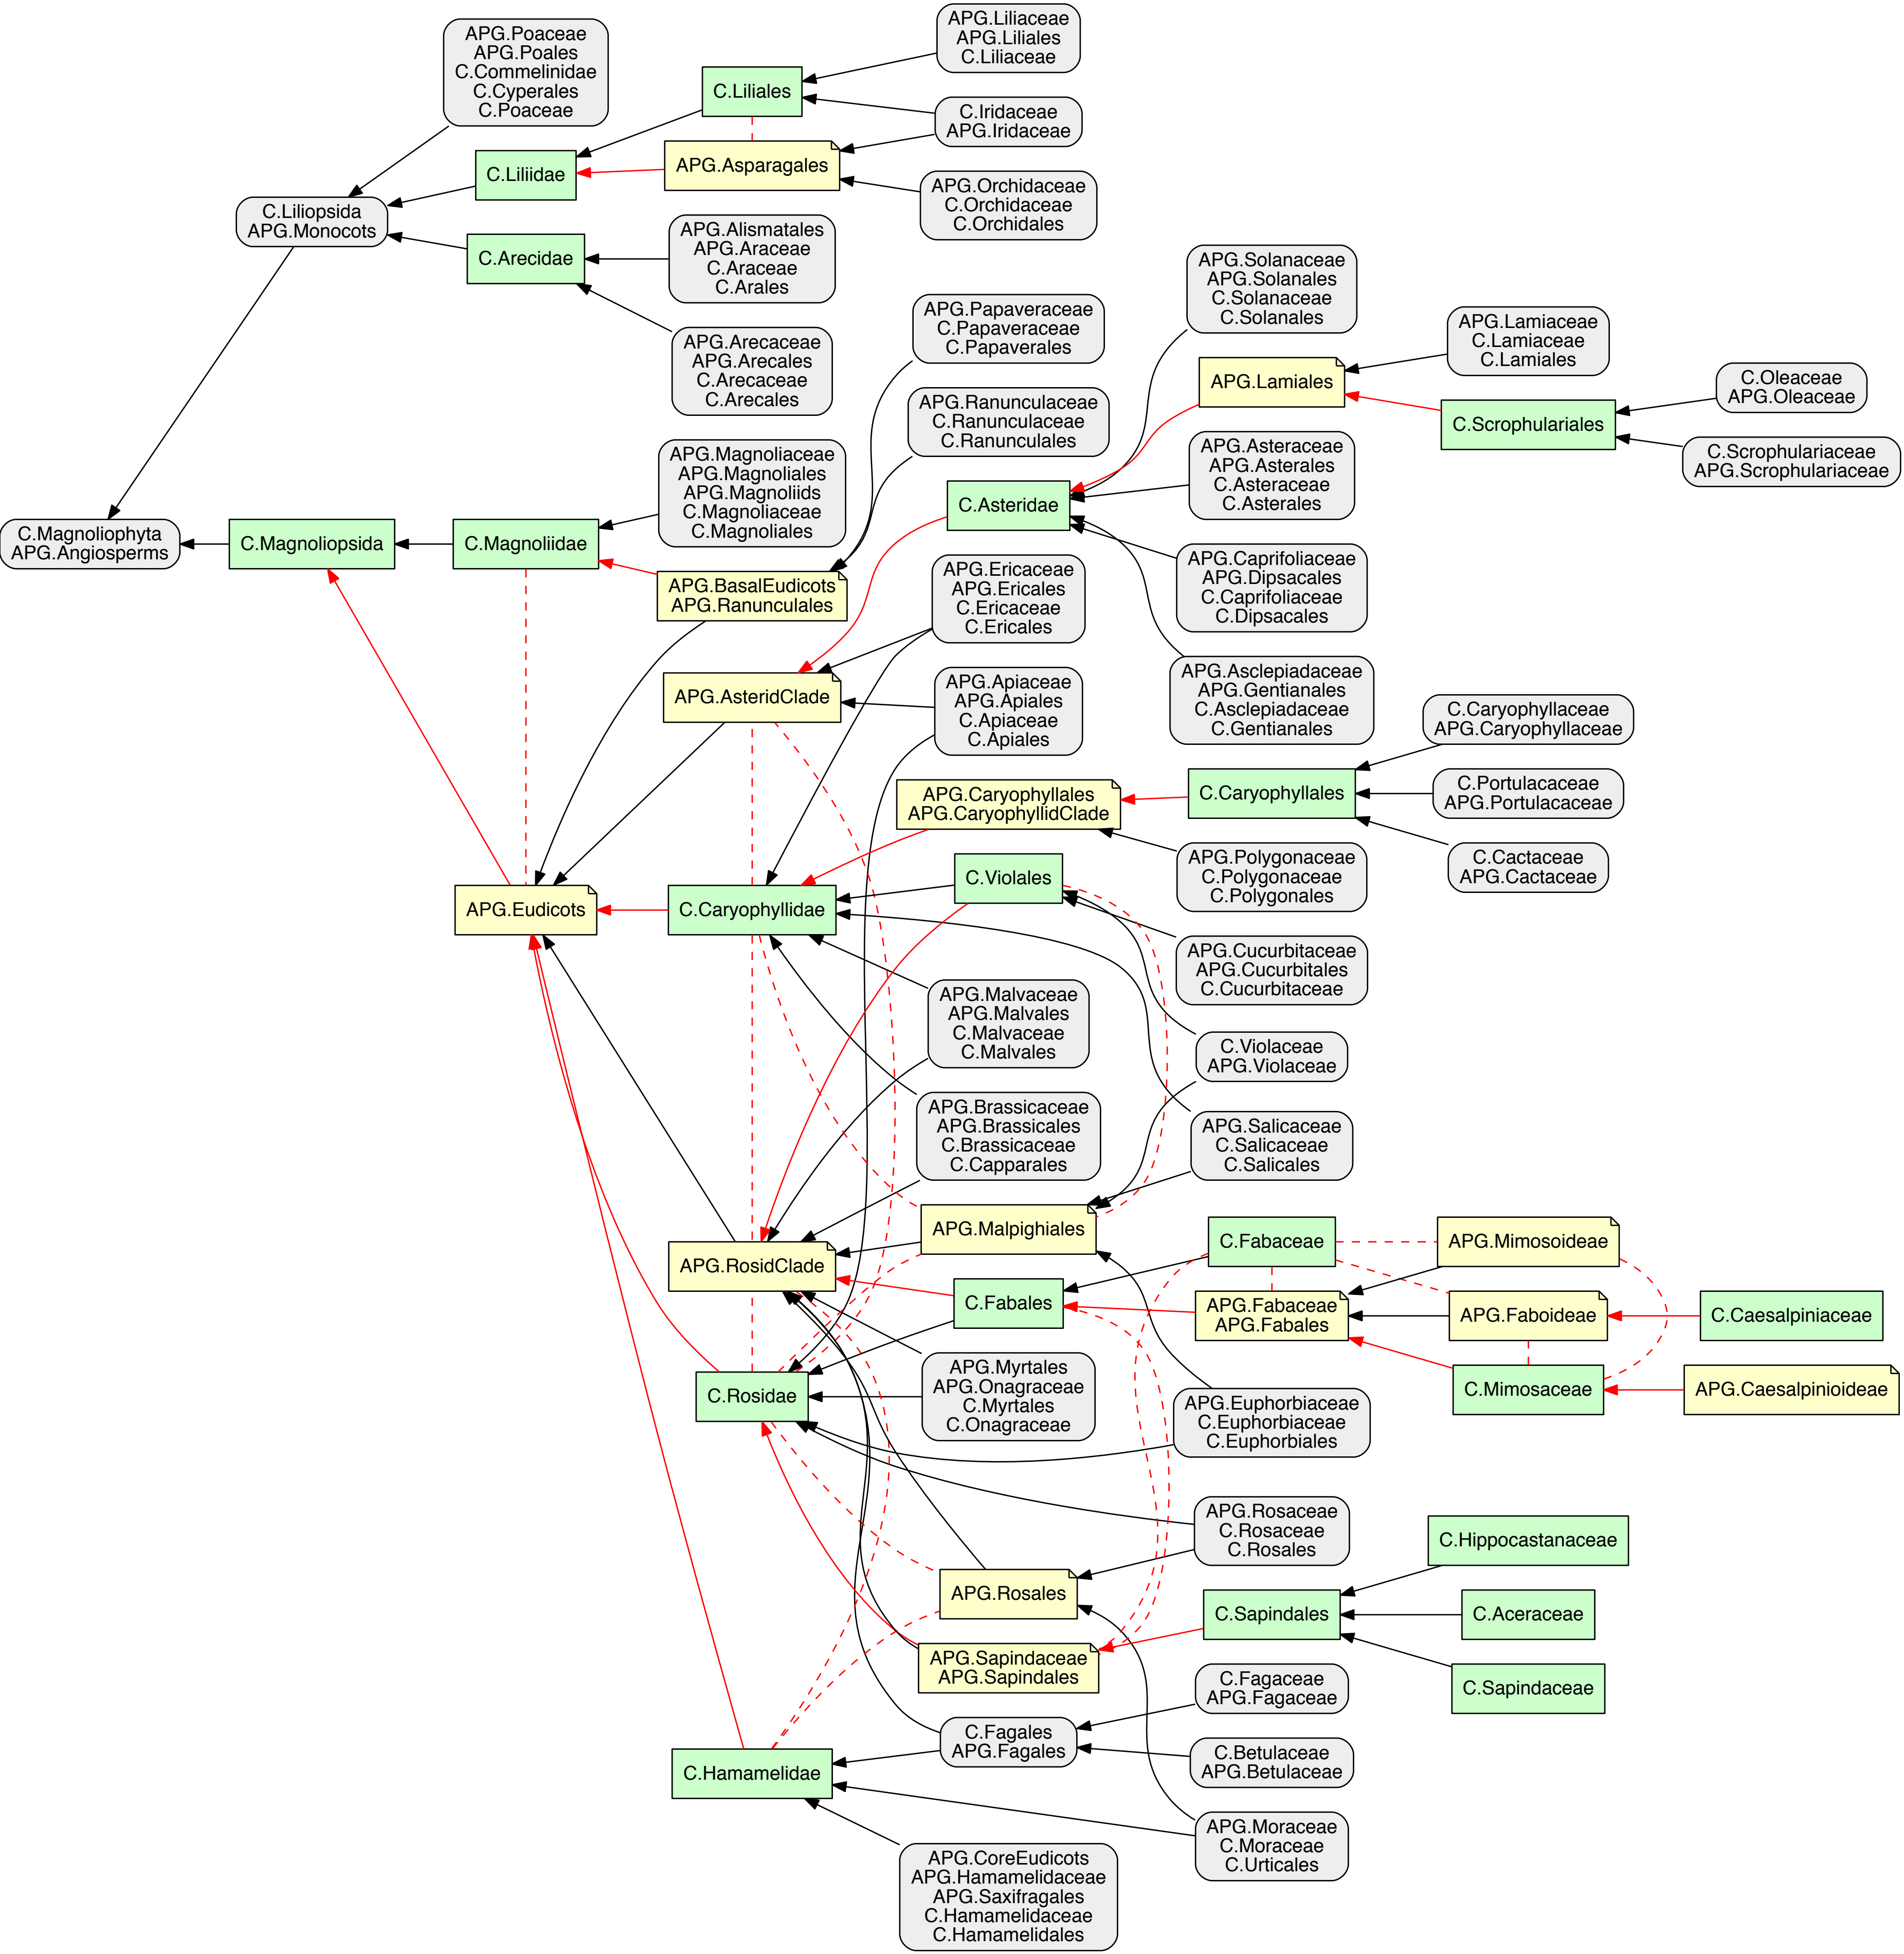 APG.Poaceae
APG.Poales
C.Commelinidae
C.Cyperales
C.Poaceae
C.Liliales
APG.Liliaceae
APG.Liliales
C.Liliaceae
C.Iridaceae
APG.Iridaceae
C.Liliidae
APG.Asparagales
APG.Orchidaceae
C.Orchidaceae
C.Orchidales
C.Liliopsida
APG.Monocots
C.Arecidae
APG.Alismatales
APG.Araceae
C.Araceae
C.Arales
APG.Arecaceae
APG.Arecales
C.Arecaceae
C.Arecales
APG.Papaveraceae
C.Papaveraceae
C.Papaverales
APG.Solanaceae
APG.Solanales
C.Solanaceae
C.Solanales
APG.Lamiaceae
C.Lamiaceae
C.Lamiales
APG.Lamiales
C.Oleaceae
APG.Oleaceae
C.Scrophulariales
C.Scrophulariaceae
APG.Scrophulariaceae
APG.Ranunculaceae
C.Ranunculaceae
C.Ranunculales
APG.Asteraceae
APG.Asterales
C.Asteraceae
C.Asterales
APG.Magnoliaceae
APG.Magnoliales
APG.Magnoliids
C.Magnoliaceae
C.Magnoliales
C.Asteridae
C.Magnoliophyta
APG.Angiosperms
C.Magnoliopsida
C.Magnoliidae
APG.BasalEudicots
APG.Ranunculales
APG.Ericaceae
APG.Ericales
C.Ericaceae
C.Ericales
APG.Caprifoliaceae
APG.Dipsacales
C.Caprifoliaceae
C.Dipsacales
APG.AsteridClade
APG.Apiaceae
APG.Apiales
C.Apiaceae
C.Apiales
APG.Asclepiadaceae
APG.Gentianales
C.Asclepiadaceae
C.Gentianales
C.Caryophyllaceae
APG.Caryophyllaceae
APG.Caryophyllales
APG.CaryophyllidClade
C.Caryophyllales
C.Portulacaceae
APG.Portulacaceae
C.Cactaceae
APG.Cactaceae
APG.Polygonaceae
C.Polygonaceae
C.Polygonales
APG.Eudicots
C.Caryophyllidae
C.Violales
APG.Cucurbitaceae
APG.Cucurbitales
C.Cucurbitaceae
APG.Malvaceae
APG.Malvales
C.Malvaceae
C.Malvales
C.Violaceae
APG.Violaceae
APG.Brassicaceae
APG.Brassicales
C.Brassicaceae
C.Capparales
APG.Salicaceae
C.Salicaceae
C.Salicales
APG.Malpighiales
APG.RosidClade
C.Fabaceae
APG.Mimosoideae
C.Fabales
APG.Fabaceae
APG.Fabales
APG.Faboideae
C.Caesalpiniaceae
C.Rosidae
APG.Myrtales
APG.Onagraceae
C.Myrtales
C.Onagraceae
C.Mimosaceae
APG.Caesalpinioideae
APG.Euphorbiaceae
C.Euphorbiaceae
C.Euphorbiales
APG.Rosaceae
C.Rosaceae
C.Rosales
C.Hippocastanaceae
APG.Rosales
C.Sapindales
C.Aceraceae
APG.Sapindaceae
APG.Sapindales
C.Sapindaceae
C.Fagaceae
APG.Fagaceae
C.Fagales
APG.Fagales
C.Betulaceae
APG.Betulaceae
C.Hamamelidae
APG.Moraceae
C.Moraceae
C.Urticales
APG.CoreEudicots
APG.Hamamelidaceae
APG.Saxifragales
C.Hamamelidaceae
C.Hamamelidales